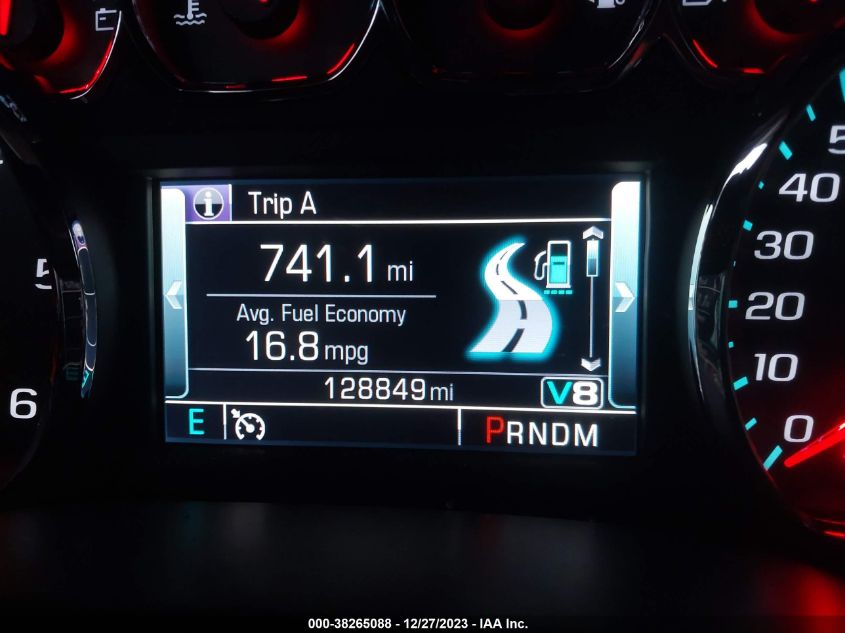 Trip A
741.1 mi
Avg. Fuel Economy
16.8 mpg
128849 mi V8
E PRNDM
5
6
5
40
30
20
10
0
000-38265088 - 12/27/2023 - IAA Inc.